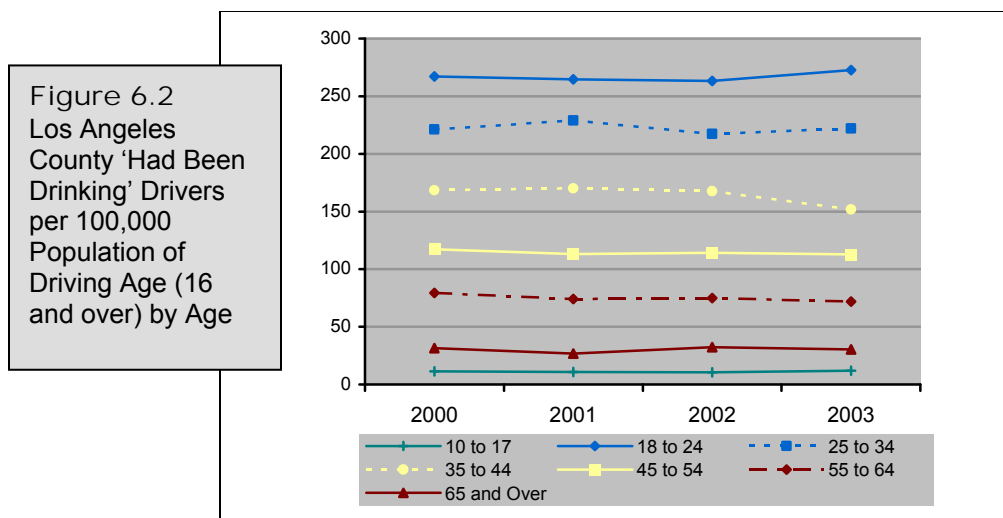 Figure 6.2
Los Angeles
County ‘Had Been
Drinking’ Drivers
per 100,000
Population of
Driving Age (16
and over) by Age
300
250
200
150
100
50
0
2000 2001 2002 2003
10 to 17 18 to 24 25 to 34
35 to 44 45 to 54 55 to 64
65 and Over